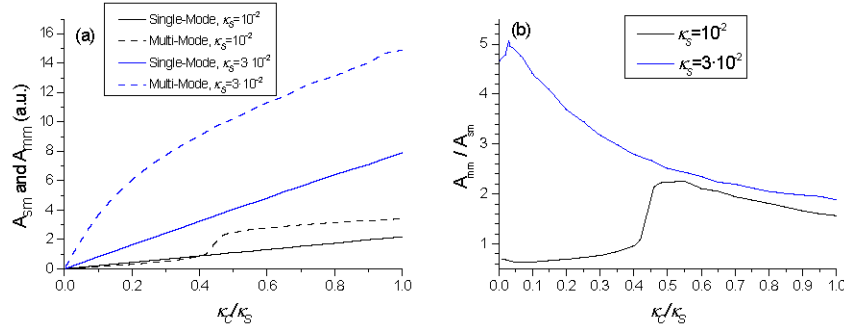 (a)
Single-Mode, κS=10-2
Multi-Mode, κS=10-2
Single-Mode, κS=3·10-2
Multi-Mode, κS=3·10-2
Asm and Amm (a.u.)
16
14
12
10
8
6
4
2
0
0.0 0.2 0.4 0.6 0.8 1.0
κC/κS
(b)
κS=10-2
κS=3·10-2
Amm / Asm
5
4
3
2
1
0.0 0.1 0.2 0.3 0.4 0.5 0.6 0.7 0.8 0.9 1.0
κC/κS